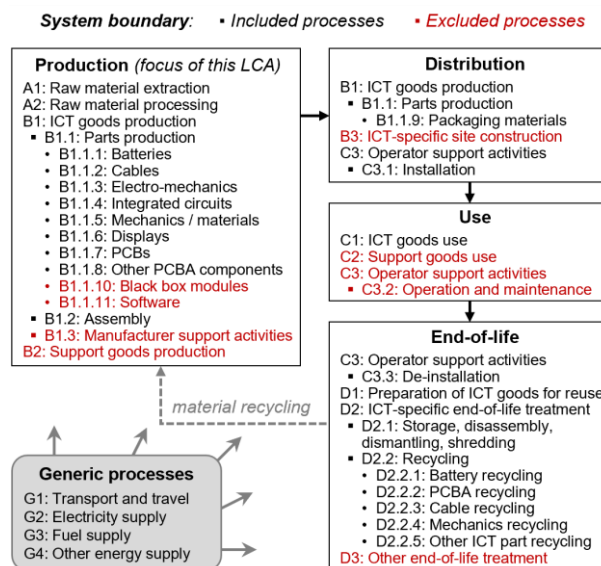 System boundary: ▪ Included processes ▪ Excluded processes
Production (focus of this LCA)
A1: Raw material extraction
A2: Raw material processing
B1: ICT goods production
▪ B1.1: Parts production
• B1.1.1: Batteries
• B1.1.2: Cables
• B1.1.3: Electro-mechanics
• B1.1.4: Integrated circuits
• B1.1.5: Mechanics / materials
• B1.1.6: Displays
• B1.1.7: PCBs
• B1.1.8: Other PCBA components
• B1.1.10: Black box modules
• B1.1.11: Software
▪ B1.2: Assembly
▪ B1.3: Manufacturer support activities
B2: Support goods production
Distribution
B1: ICT goods production
▪ B1.1: Parts production
• B1.1.9: Packaging materials
B3: ICT-specific site construction
C3: Operator support activities
▪ C3.1: Installation
Use
C1: ICT goods use
C2: Support goods use
C3: Operator support activities
▪ C3.2: Operation and maintenance
End-of-life
C3: Operator support activities
▪ C3.3: De-installation
D1: Preparation of ICT goods for reuse
D2: ICT-specific end-of-life treatment
▪ D2.1: Storage, disassembly,
dismantling, shredding
▪ D2.2: Recycling
• D2.2.1: Battery recycling
• D2.2.2: PCBA recycling
• D2.2.3: Cable recycling
• D2.2.4: Mechanics recycling
• D2.2.5: Other ICT part recycling
D3: Other end-of-life treatment
material recycling
Generic processes
G1: Transport and travel
G2: Electricity supply
G3: Fuel supply
G4: Other energy supply